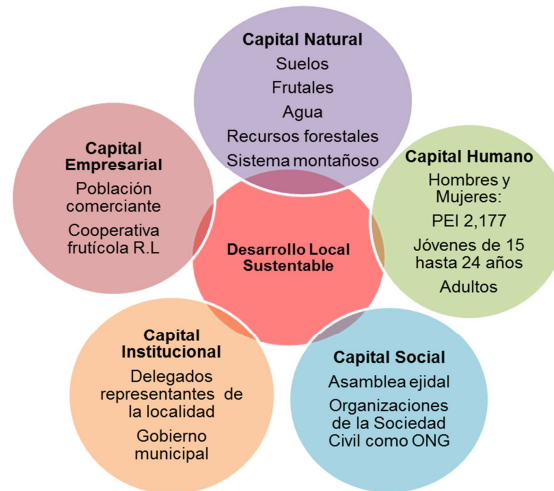 Capital Natural
Suelos
Frutales
Agua
Recursos forestales
Sistema montañoso
Capital Humano
Hombres y
Mujeres:
PEI 2,177
Jóvenes de 15
hasta 24 años
Adultos
Capital Social
Asamblea ejidal
Organizaciones
de la Sociedad
Civil como ONG
Capital
Institucional
Delegados
representantes de
la localidad
Gobierno
municipal
Capital
Empresarial
Población
comerciante
Cooperativa
frutícola R.L
Desarrollo Local
Sustentable